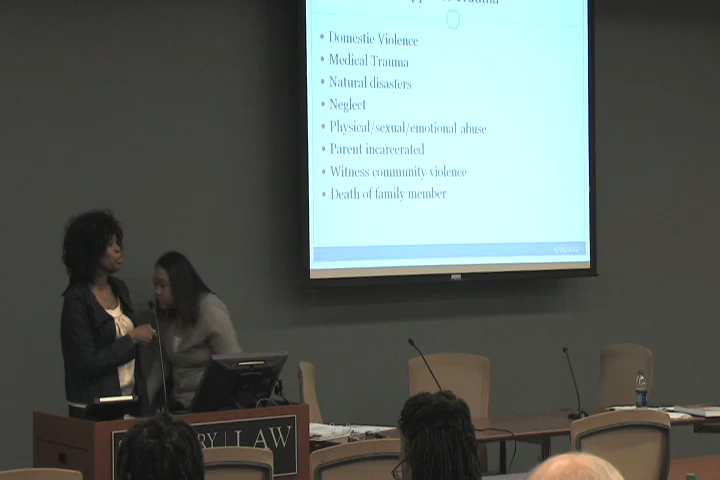 Trauma
• Domestic Violence
• Medical Trauma
• Natural disasters
• Neglect
• Physical/sexual/emotional abuse
• Parent incarcerated
• Witness community violence
• Death of family member
LAW